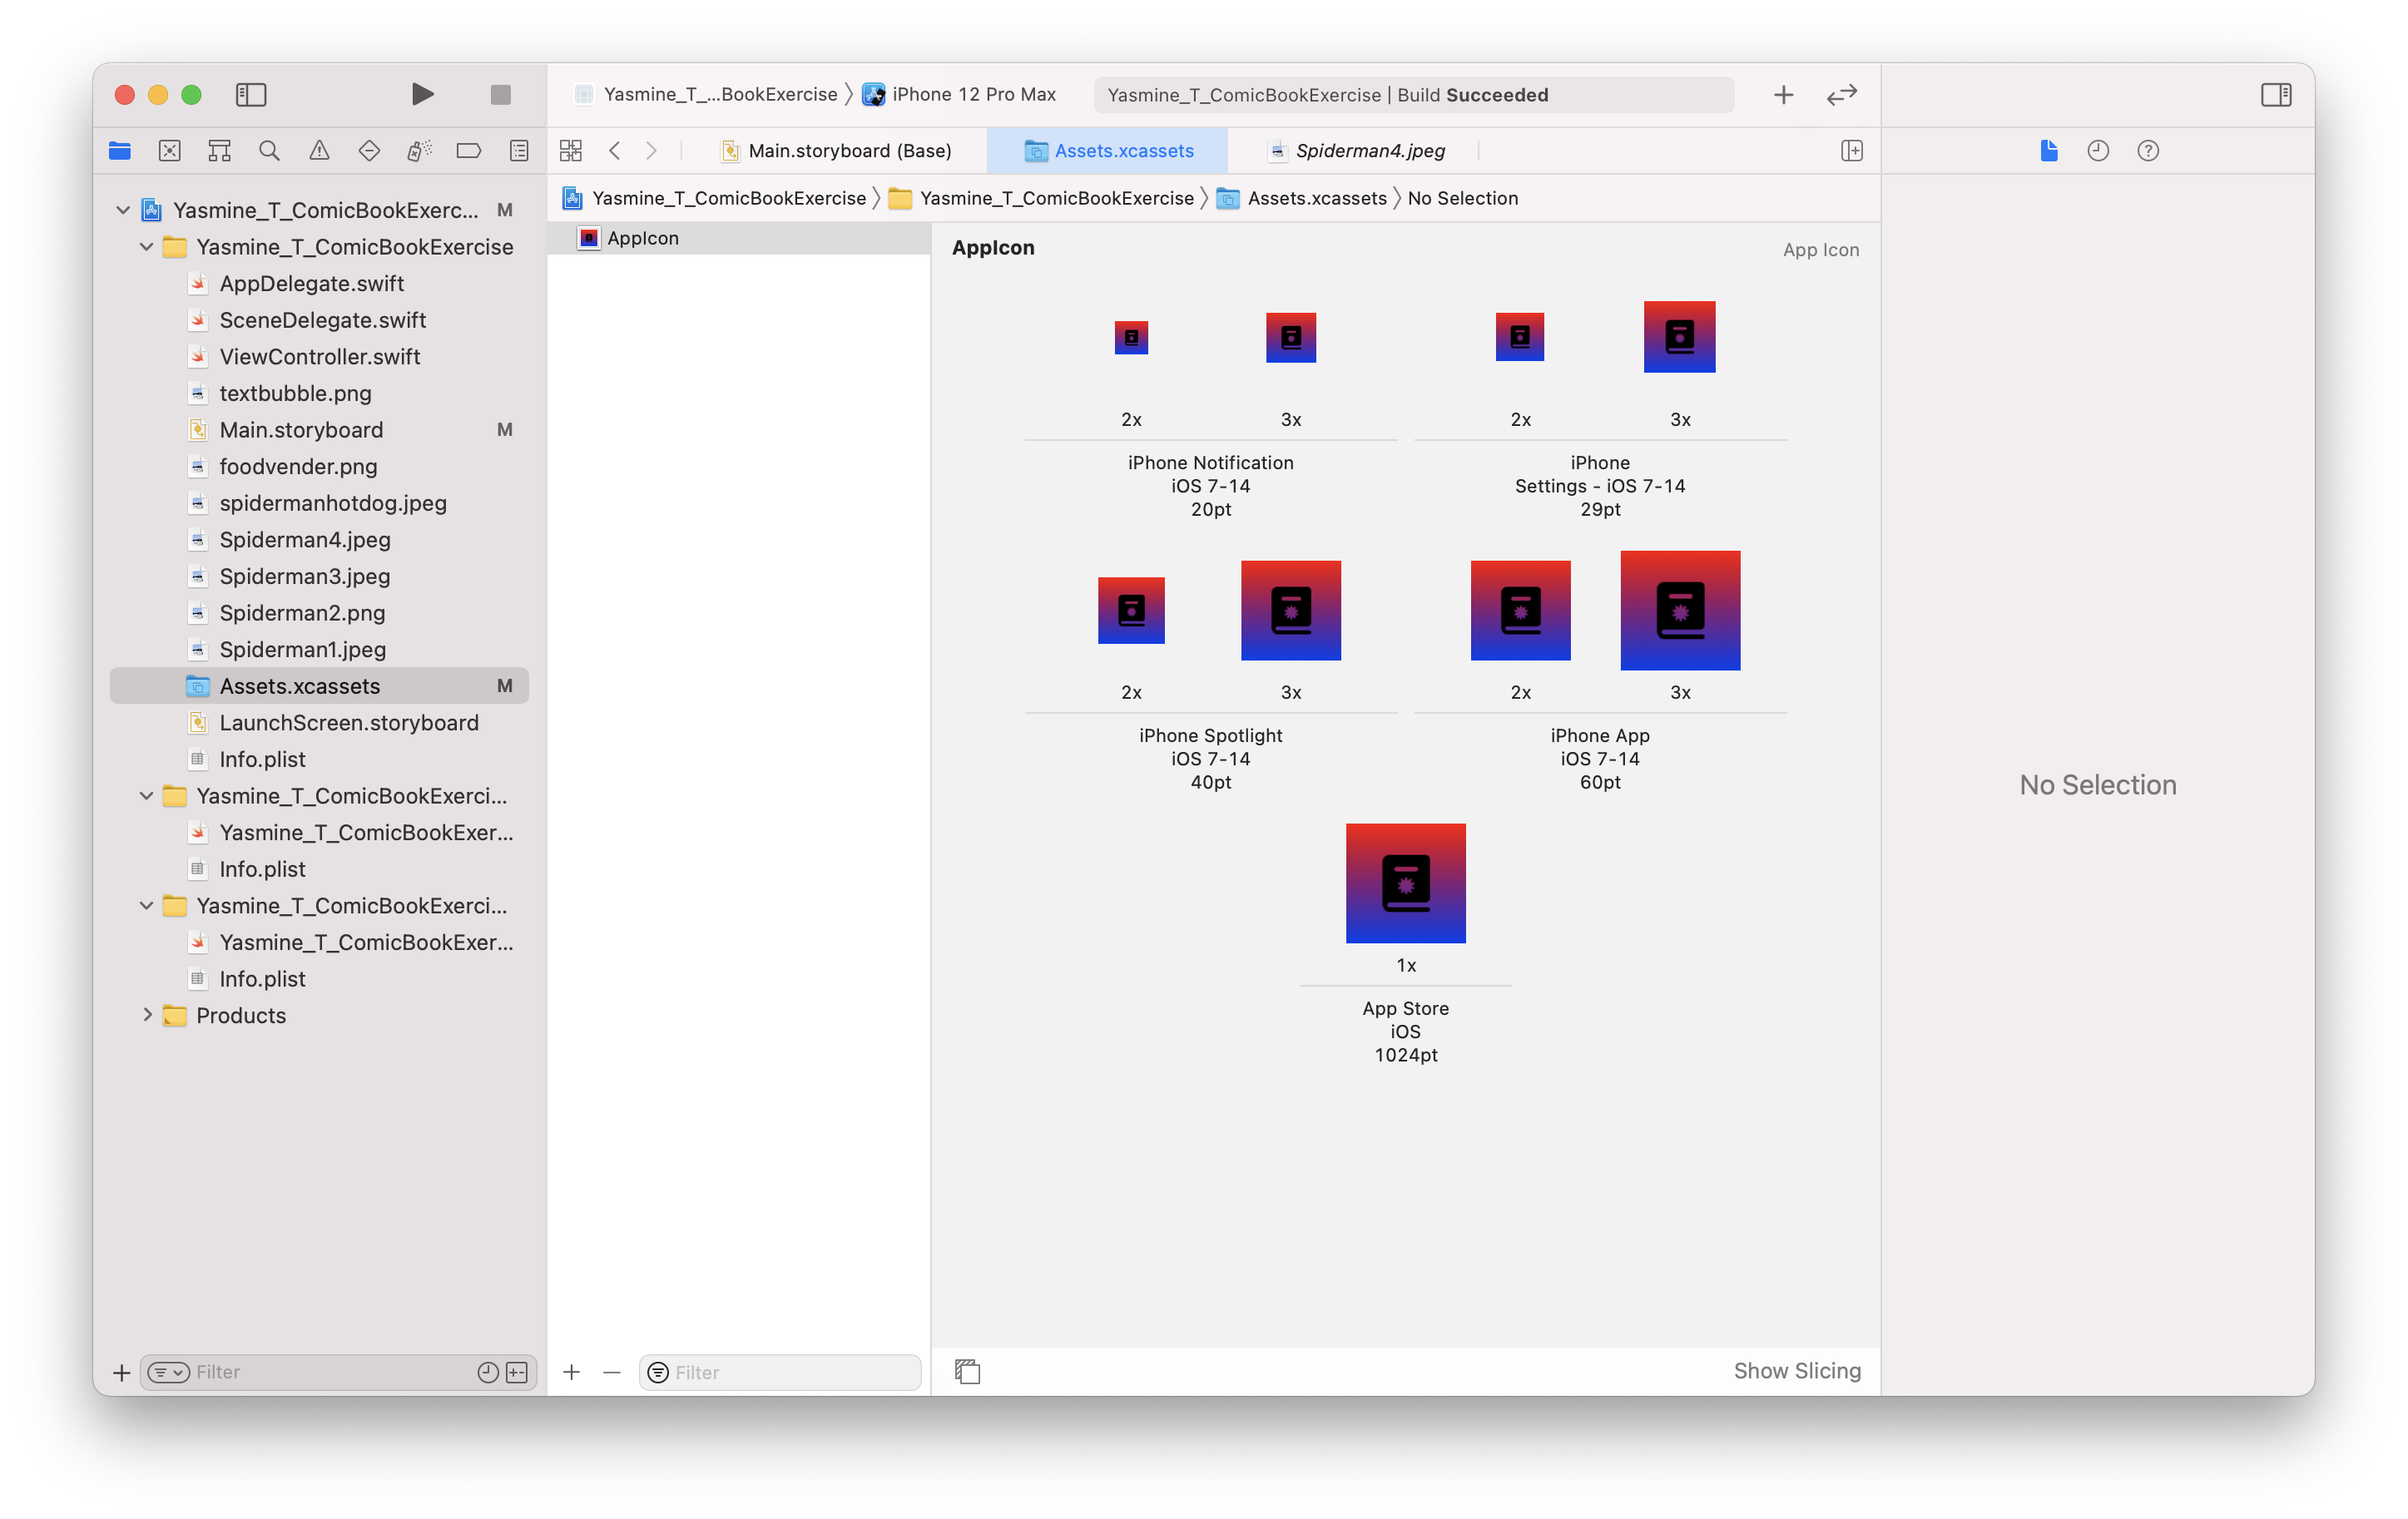 Yasmine_T_...BookExercise
iPhone 12 Pro Max
Yasmine_T_ComicBookExercise | Build Succeeded
Main.storyboard (Base)
Assets.xcassets
Spiderman4.jpeg
Yasmine_T_ComicBookExerc... M
Yasmine_T_ComicBookExercise
AppDelegate.swift
SceneDelegate.swift
ViewController.swift
textbubble.png
Main.storyboard M
foodvender.png
spidermanhotdog.jpeg
Spiderman4.jpeg
Spiderman3.jpeg
Spiderman2.png
Spiderman1.jpeg
Assets.xcassets M
LaunchScreen.storyboard
Info.plist
Yasmine_T_ComicBookExerci...
Yasmine_T_ComicBookExer...
Info.plist
Yasmine_T_ComicBookExerci...
Yasmine_T_ComicBookExer...
Info.plist
Products
Filter
Yasmine_T_ComicBookExercise
Yasmine_T_ComicBookExercise
Assets.xcassets
No Selection
AppIcon
Filter
AppIcon
App Icon
2x
3x
iPhone Notification
iOS 7-14
20pt
2x
3x
iPhone
Settings - iOS 7-14
29pt
2x
3x
iPhone Spotlight
iOS 7-14
40pt
2x
3x
iPhone App
iOS 7-14
60pt
1x
App Store
iOS
1024pt
Show Slicing
No Selection